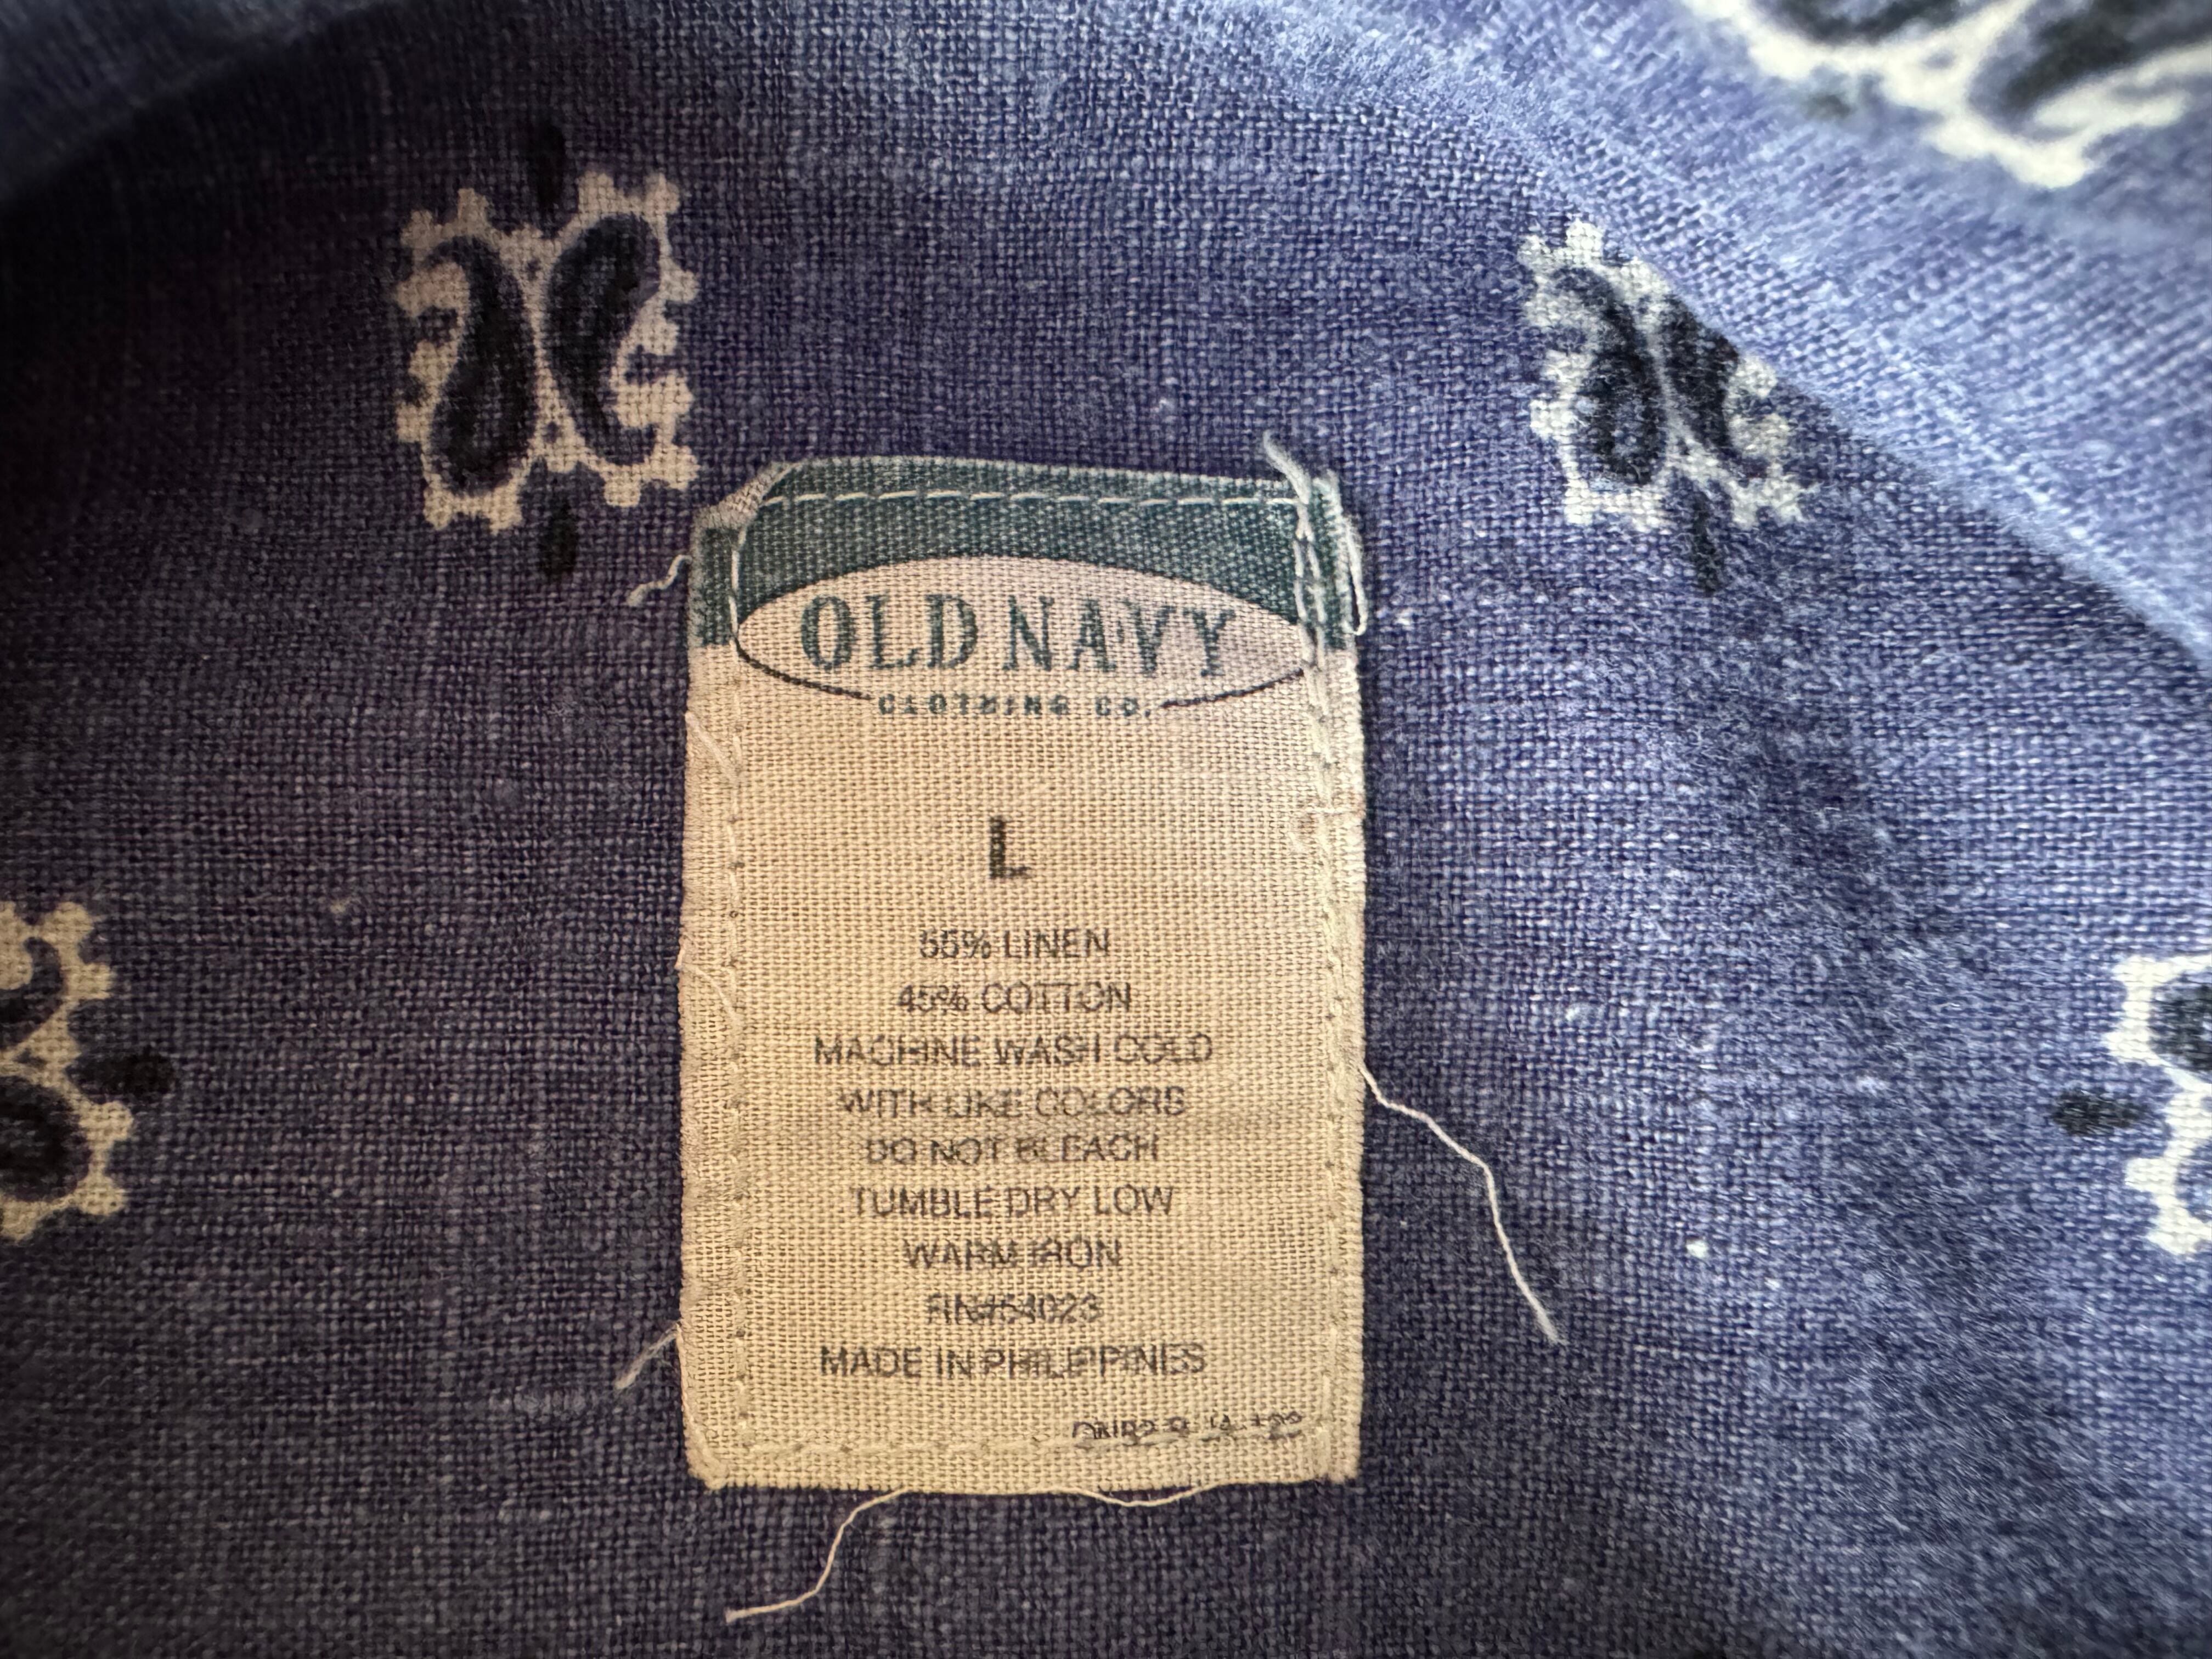 OLD NAVY
CLOTHING CO.
L
55% LINEN
45% COTTON
MACHINE WASH COLD
WITH LIKE COLORS
DO NOT BLEACH
TUMBLE DRY LOW
WARM IRON
RN#54023
MADE IN PHILIPPINES